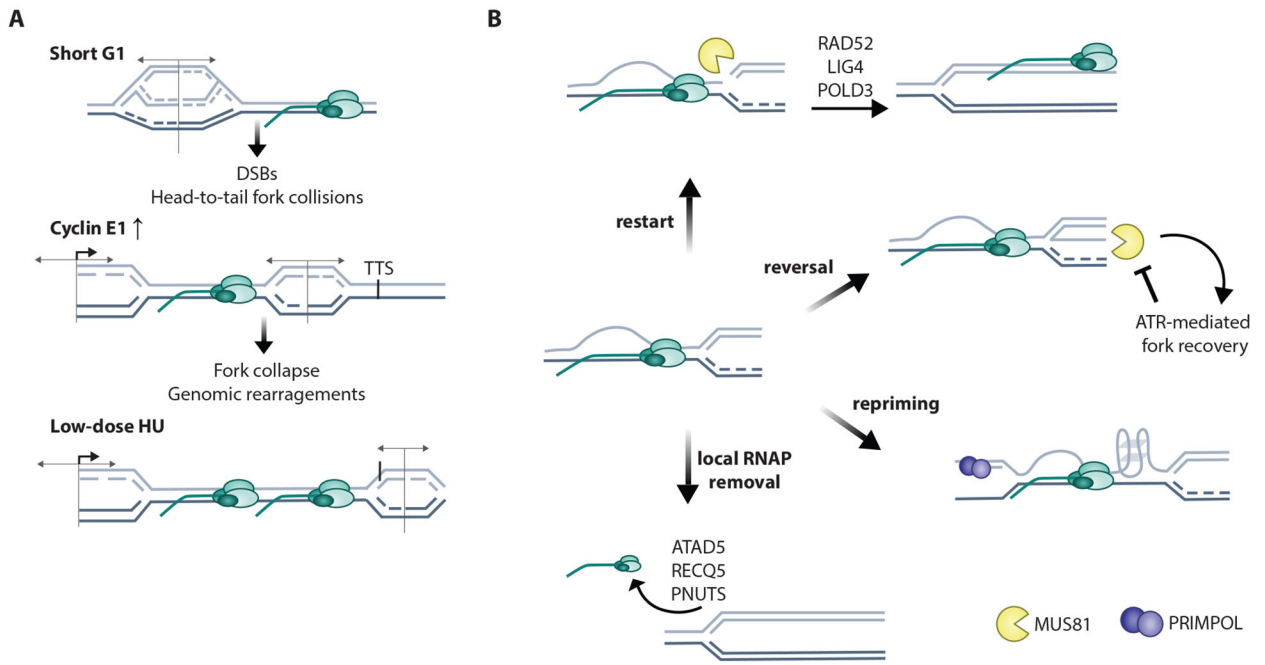 A
Short G1
DSBs
Head-to-tail fork collisions
Cyclin E1 ↑
TTS
Fork collapse
Genomic rearragements
Low-dose HU
B
RAD52
LIG4
POLD3
restart
reversal
ATR-mediated
fork recovery
repriming
local RNAP
removal
ATAD5
RECQ5
PNUTS
MUS81
PRIMPOL